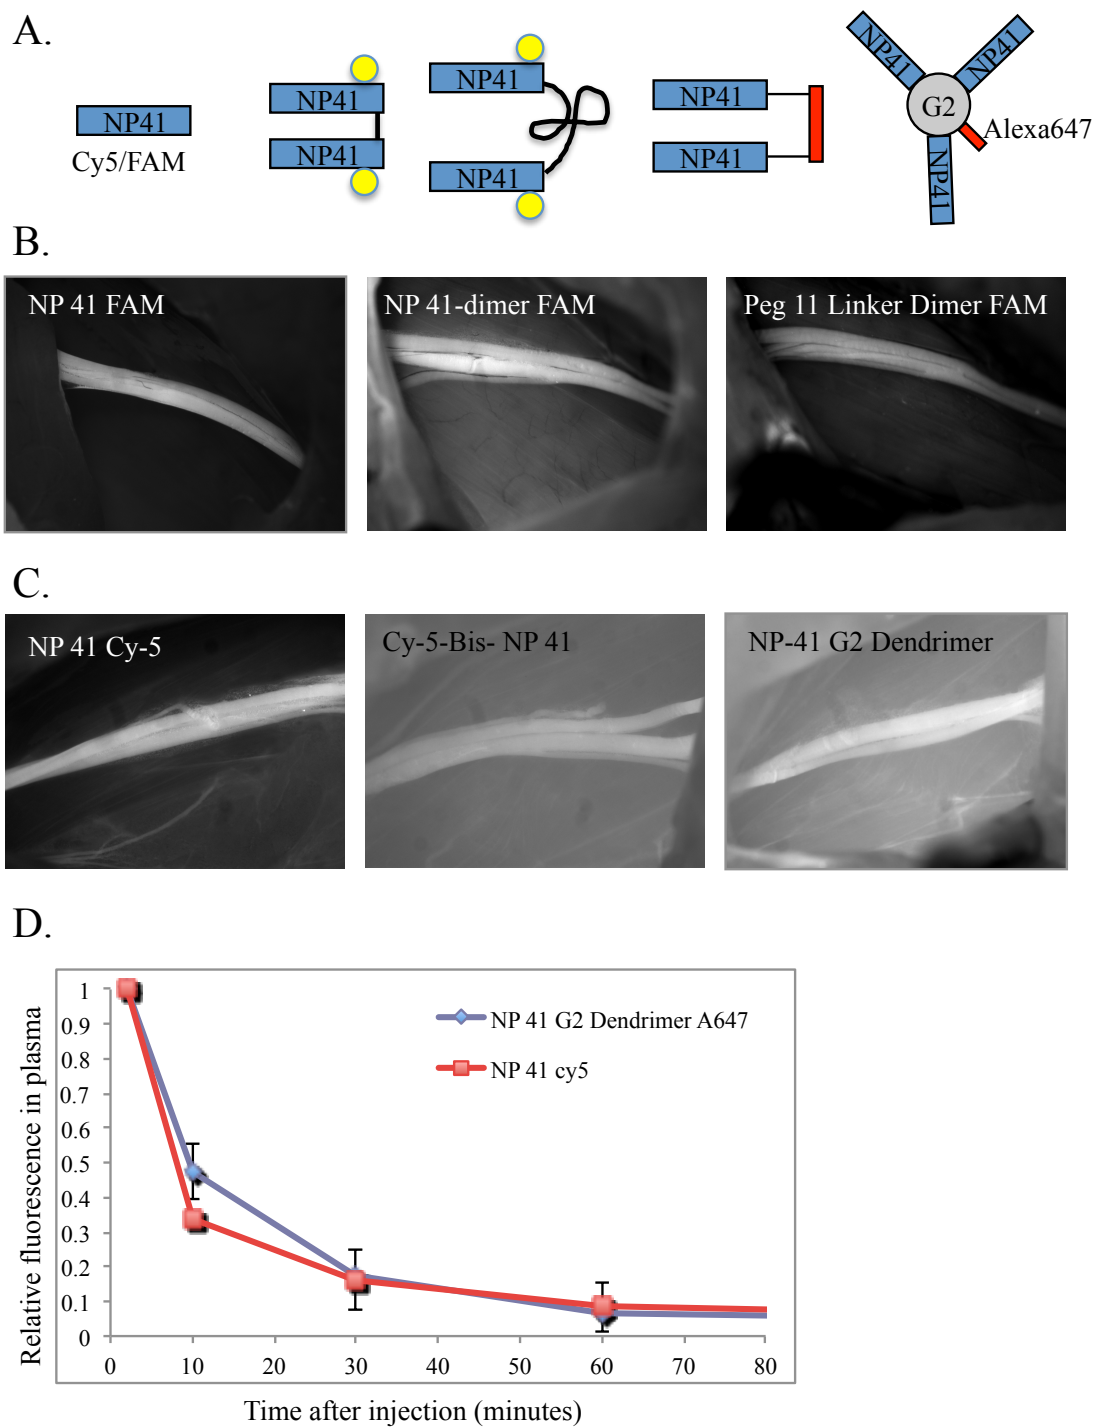 A.
NP41
Cy5/FAM
NP41
NP41
NP41
NP41
NP41
NP41
NP41
NP41
G2
Alexa647
NP41
B.
NP 41 FAM
NP 41-dimer FAM
Peg 11 Linker Dimer FAM
C.
NP 41 Cy-5
Cy-5-Bis- NP 41
NP-41 G2 Dendrimer
D.
Relative fluorescence in plasma
1
0.9
0.8
0.7
0.6
0.5
0.4
0.3
0.2
0.1
0
NP 41 G2 Dendrimer A647
NP 41 cy5
0 10 20 30 40 50 60 70 80
Time after injection (minutes)